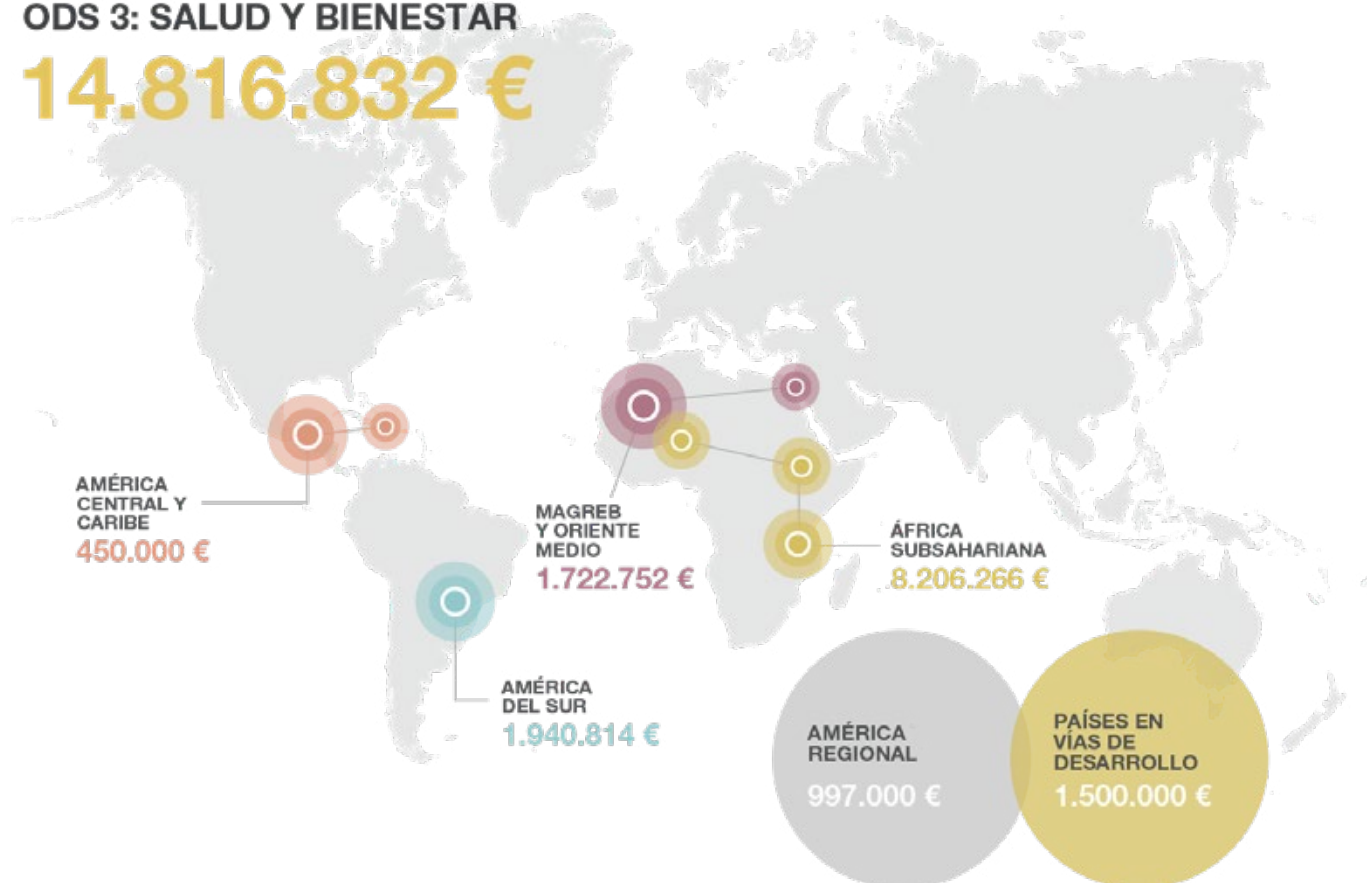 ODS 3: SALUD Y BIENESTAR
14.816.832 €
AMÉRICA
CENTRAL Y
CARIBE
450.000 €
MAGREB
Y ORIENTE
MEDIO
1.722.752 €
ÁFRICA
SUBSAHARIANA
8.206.266 €
AMÉRICA
DEL SUR
1.940.814 €
AMÉRICA
REGIONAL
997.000 €
PAÍSES EN
VÍAS DE
DESARROLLO
1.500.000 €